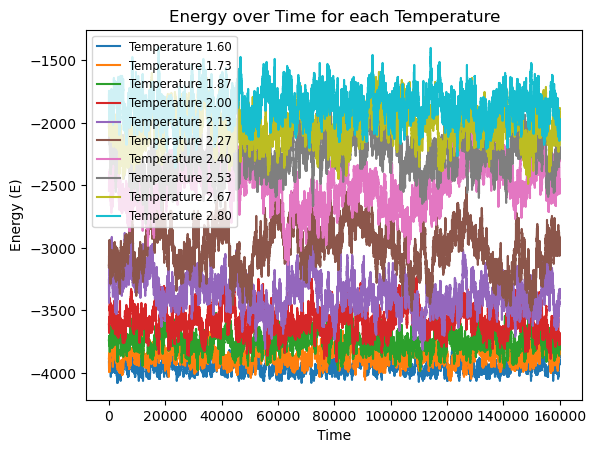 Energy over Time for each Temperature
Temperature 1.60
Temperature 1.73
Temperature 1.87
Temperature 2.00
Temperature 2.13
Temperature 2.27
Temperature 2.40
Temperature 2.53
Temperature 2.67
Temperature 2.80
Energy (E)
−1500
−2000
−2500
−3000
−3500
−4000
0 20000 40000 60000 80000 100000 120000 140000 160000
Time